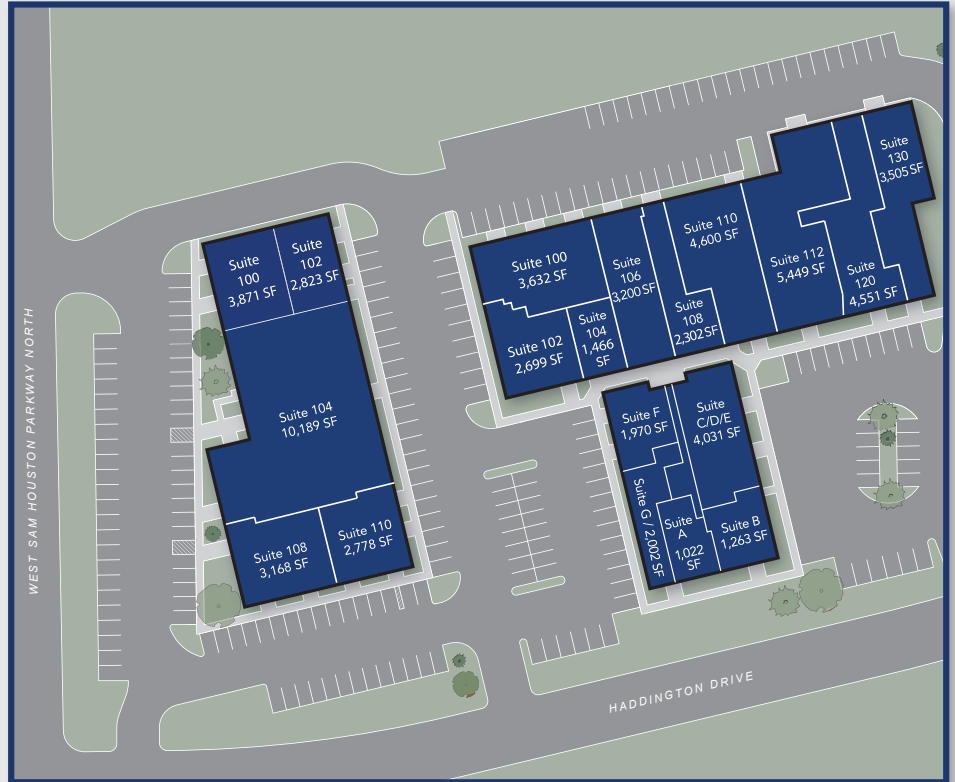 WEST SAM HOUSTON PARKWAY NORTH
Suite
100
3,871 SF
Suite
102
2,823 SF
Suite 104
10,189 SF
Suite 108
3,168 SF
Suite 110
2,778 SF
Suite 100
3,632 SF
Suite 102
2,699 SF
Suite
104
1,466
SF
Suite
106
3,200 SF
Suite
108
2,302 SF
Suite 110
4,600 SF
Suite 112
5,449 SF
Suite
120
4,551 SF
Suite
130
3,505 SF
Suite F
1,970 SF
Suite
C/D/E
4,031 SF
Suite G / 2,002 SF
Suite
A
1,022
SF
Suite B
1,263 SF
HADDINGTON DRIVE